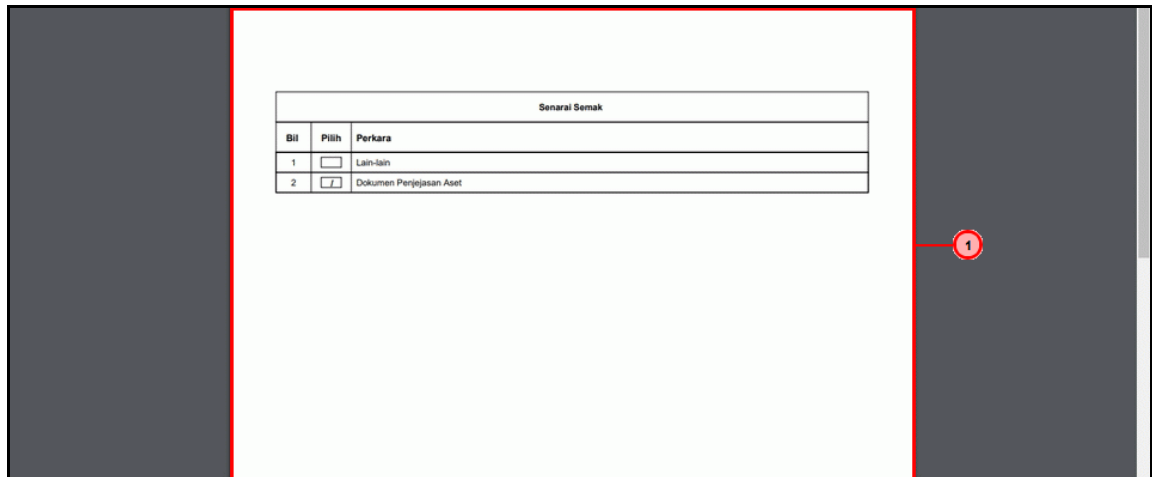 Senarai Semak
Bil Pilih Perkara
1 Lain-lain
2 / Dokumen Penjejasan Aset
1